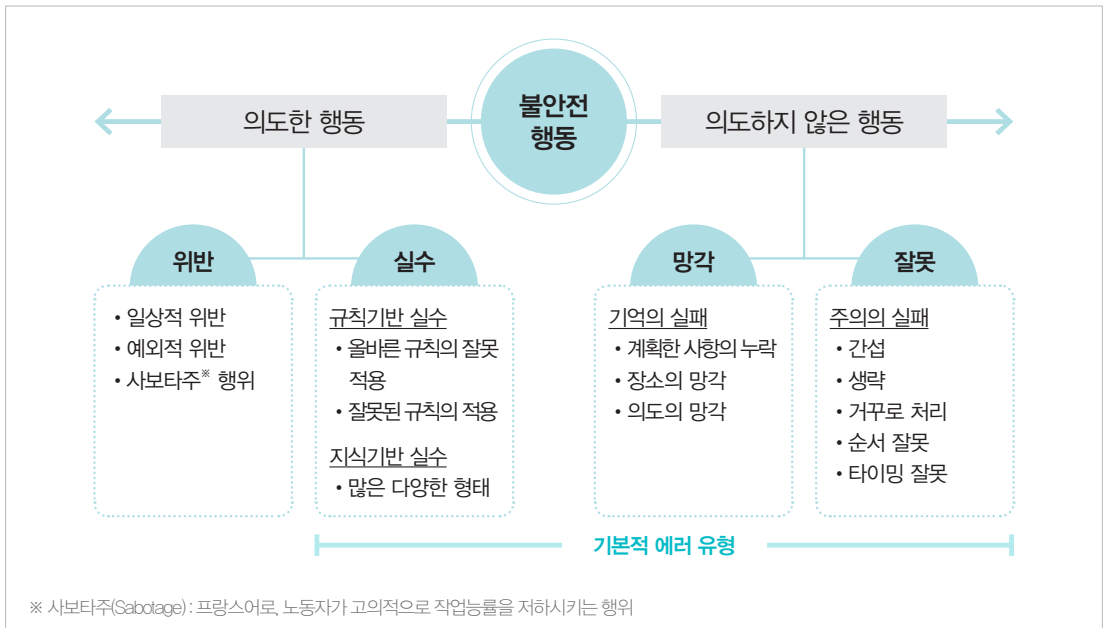 불안전
행동
의도한 행동
의도하지 않은 행동
위반
• 일상적 위반
• 예외적 위반
• 사보타주※ 행위
실수
규칙기반 실수
• 올바른 규칙의 잘못
적용
• 잘못된 규칙의 적용
지식기반 실수
• 많은 다양한 형태
망각
기억의 실패
• 계획한 사항의 누락
• 장소의 망각
• 의도의 망각
잘못
주의의 실패
• 간섭
• 생략
• 거꾸로 처리
• 순서 잘못
• 타이밍 잘못
기본적 에러 유형
※ 사보타주(Sabotage) : 프랑스어로, 노동자가 고의적으로 작업능률을 저하시키는 행위